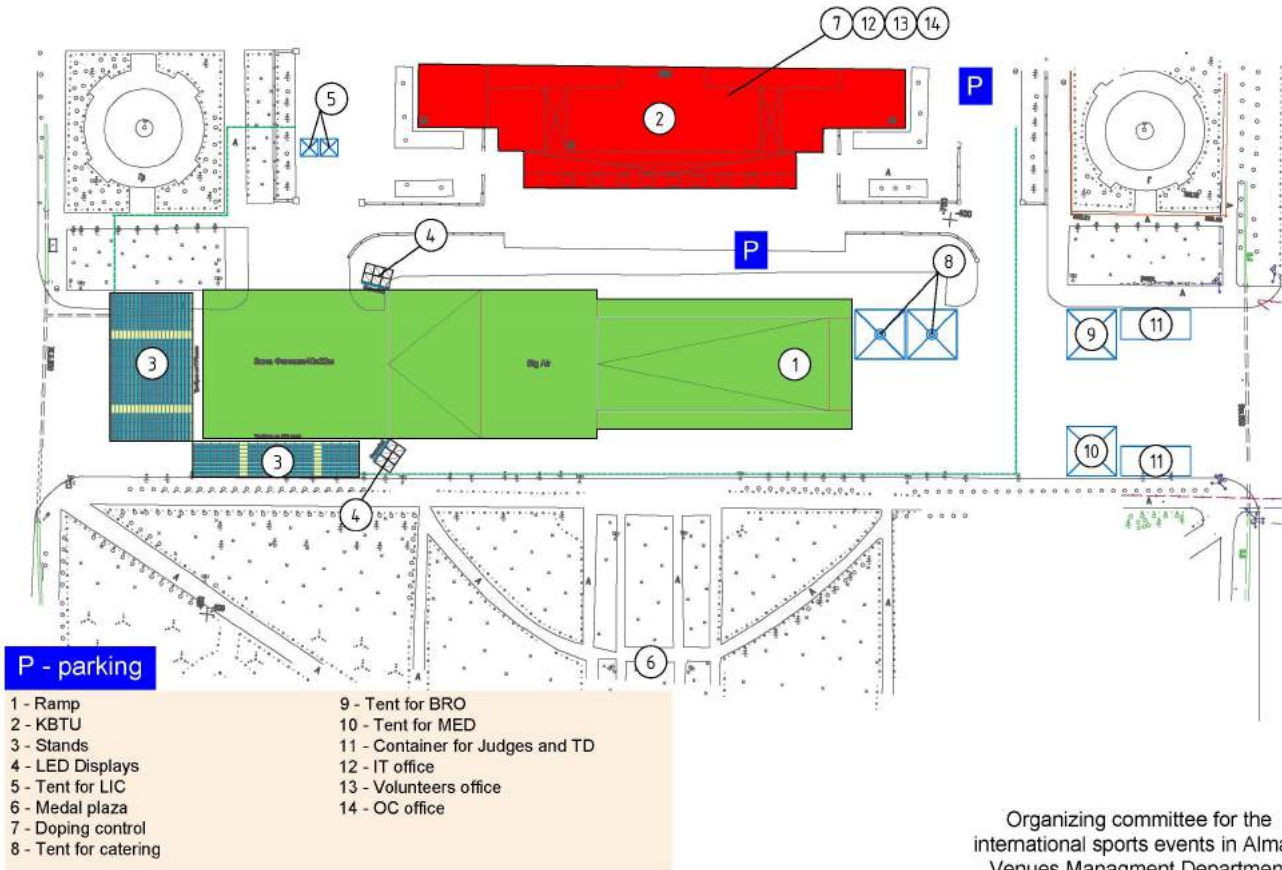 7 12 13 14
5
P
2
4
P
8
9
11
3
Big Air
1
3
10
11
4
6
P - parking
1 - Ramp
2 - KBTU
3 - Stands
4 - LED Displays
5 - Tent for LIC
6 - Medal plaza
7 - Doping control
8 - Tent for catering
9 - Tent for BRO
10 - Tent for MED
11 - Container for Judges and TD
12 - IT office
13 - Volunteers office
14 - OC office
Organizing committee for the
international sports events in Alma
Venues Managment Departmen